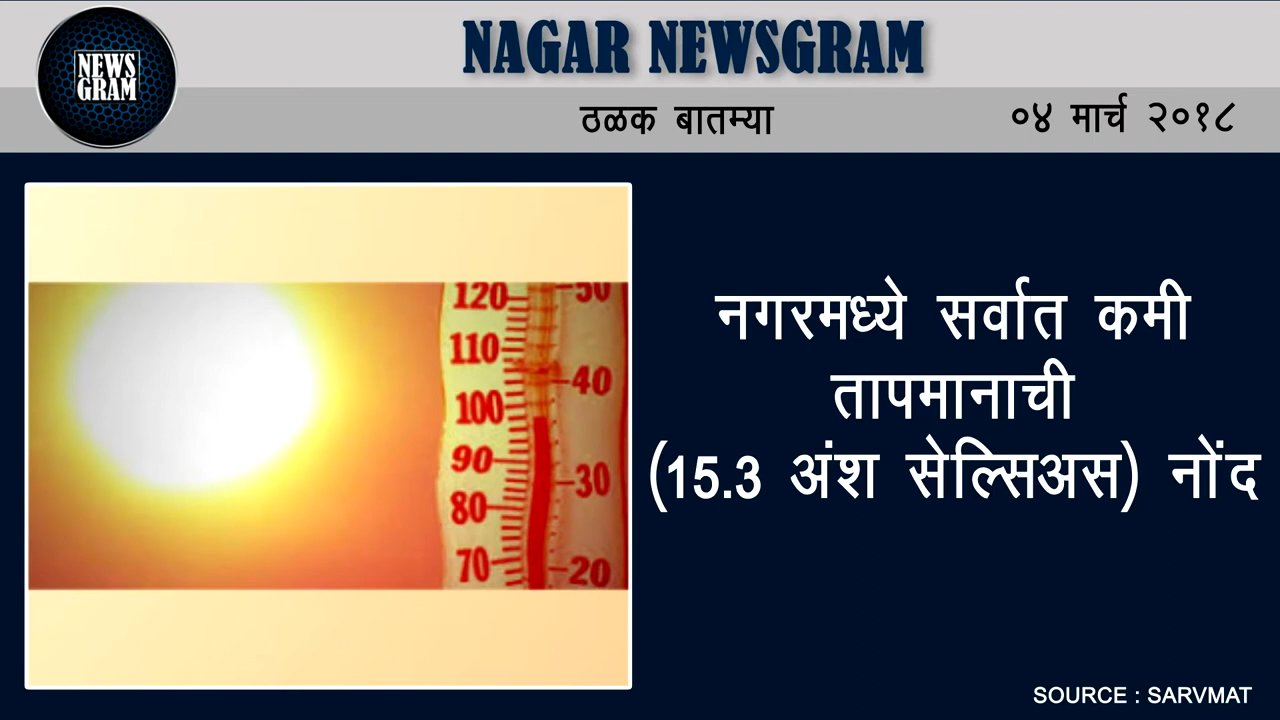 NEWS
GRAM
NAGAR NEWSGRAM
ठळक बातम्या
०४ मार्च २०१८
120
110
100
90
80
70
50
40
30
20
नगरमध्ये सर्वात कमी
तापमानाची
(15.3 अंश सेल्सिअस) नोंद
SOURCE : SARVMAT